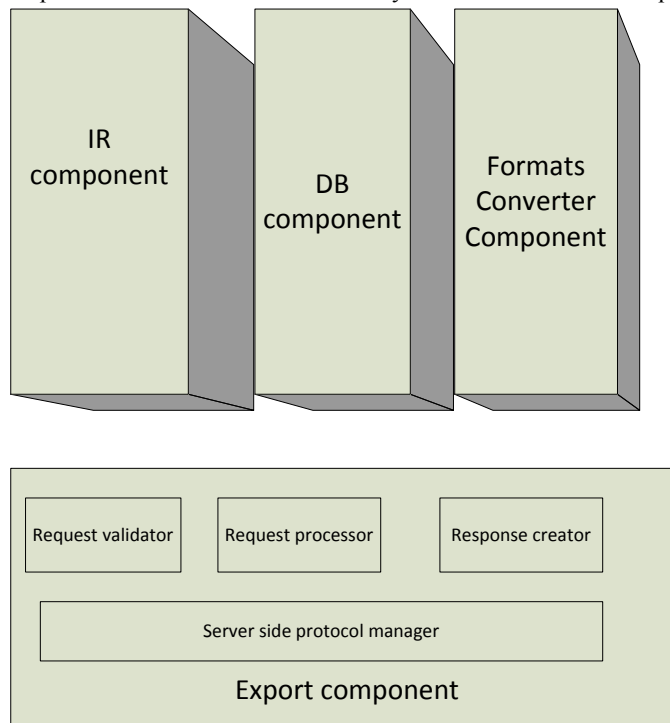 IR
component
DB
component
Formats
Converter
Component
Request validator
Request processor
Response creator
Server side protocol manager
Export component